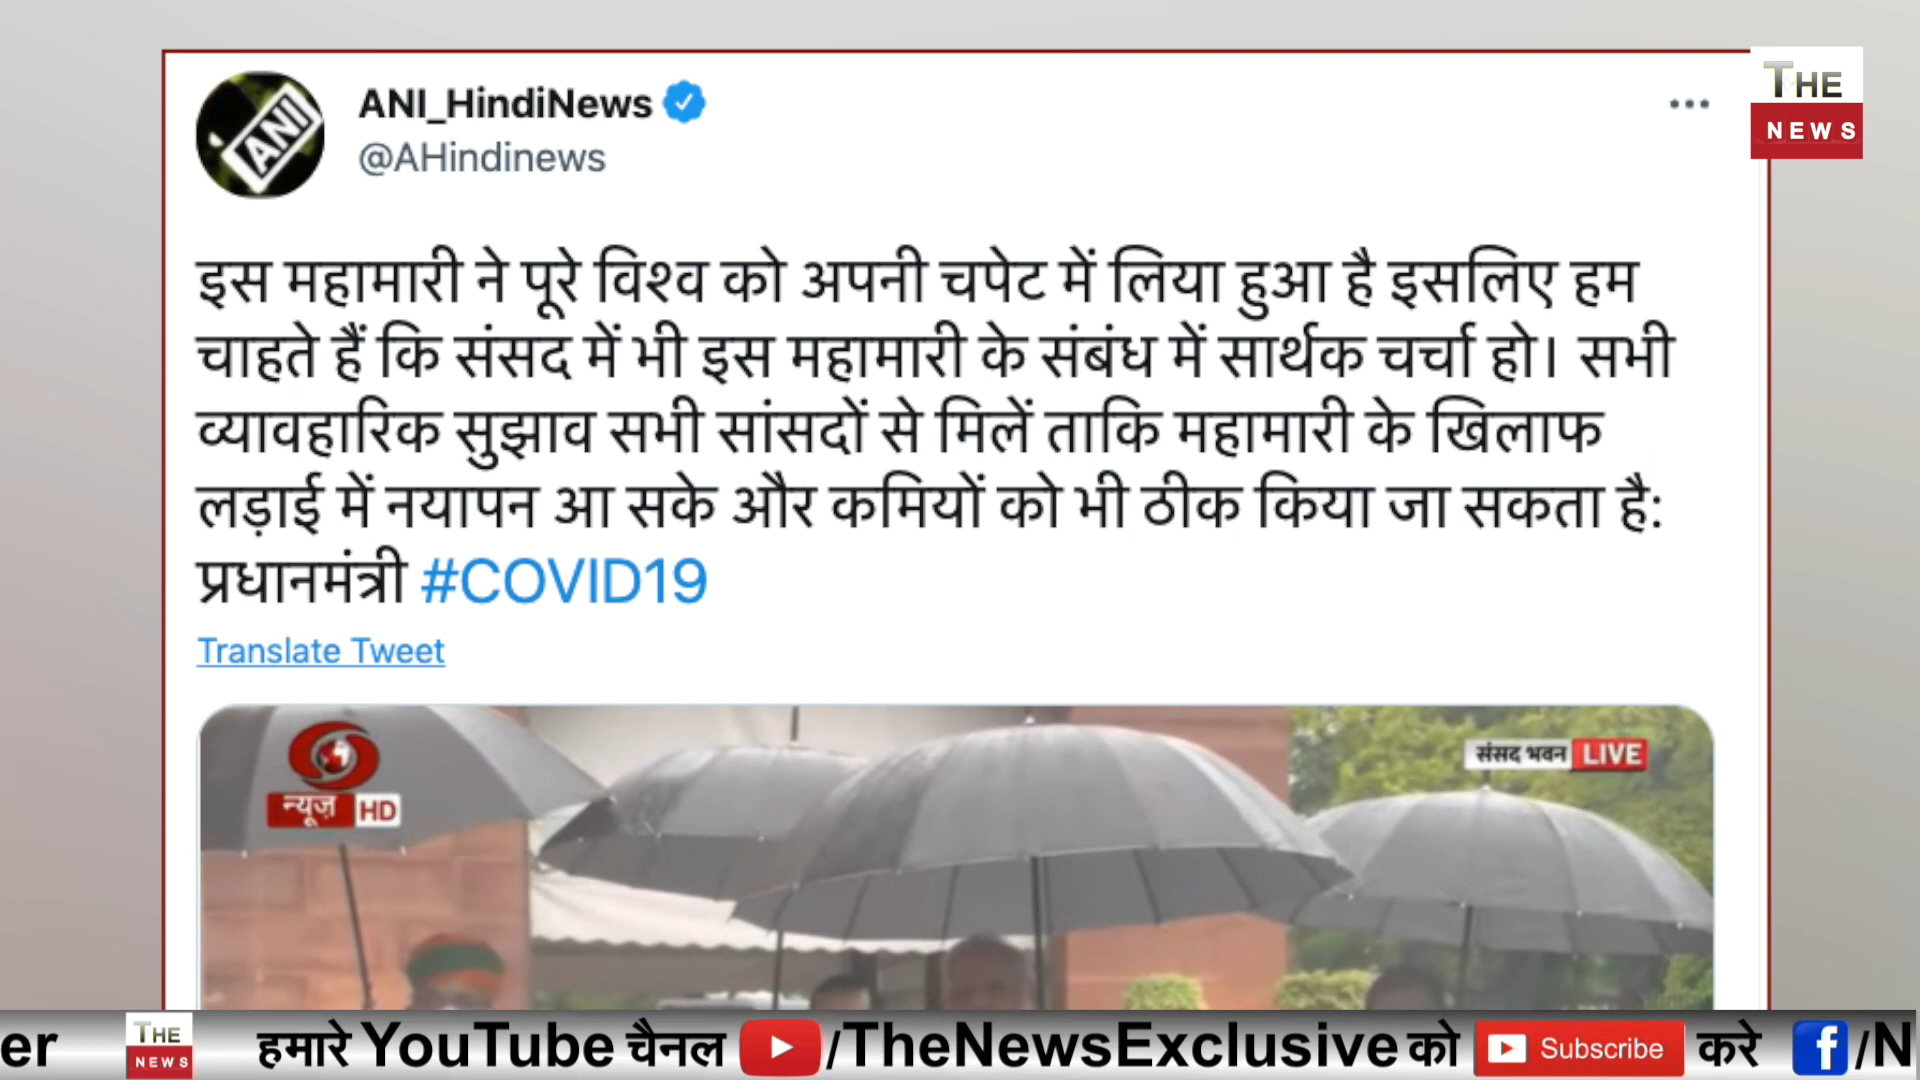 ANI_HindiNews
@AHindinews
ANI
THE
NEWS
इस महामारी ने पूरे विश्व को अपनी चपेट में लिया हुआ है इसलिए हम
चाहते हैं कि संसद में भी इस महामारी के संबंध में सार्थक चर्चा हो। सभी
व्यावहारिक सुझाव सभी सांसदों से मिलें ताकि महामारी के खिलाफ
लड़ाई में नयापन आ सके और कमियों को भी ठीक किया जा सकता है:
प्रधानमंत्री #COVID19
Translate Tweet
न्यूज़ HD
संसद भवन LIVE
er THE NEWS हमारे YouTube चैनल /TheNewsExclusive को Subscribe करे f /N